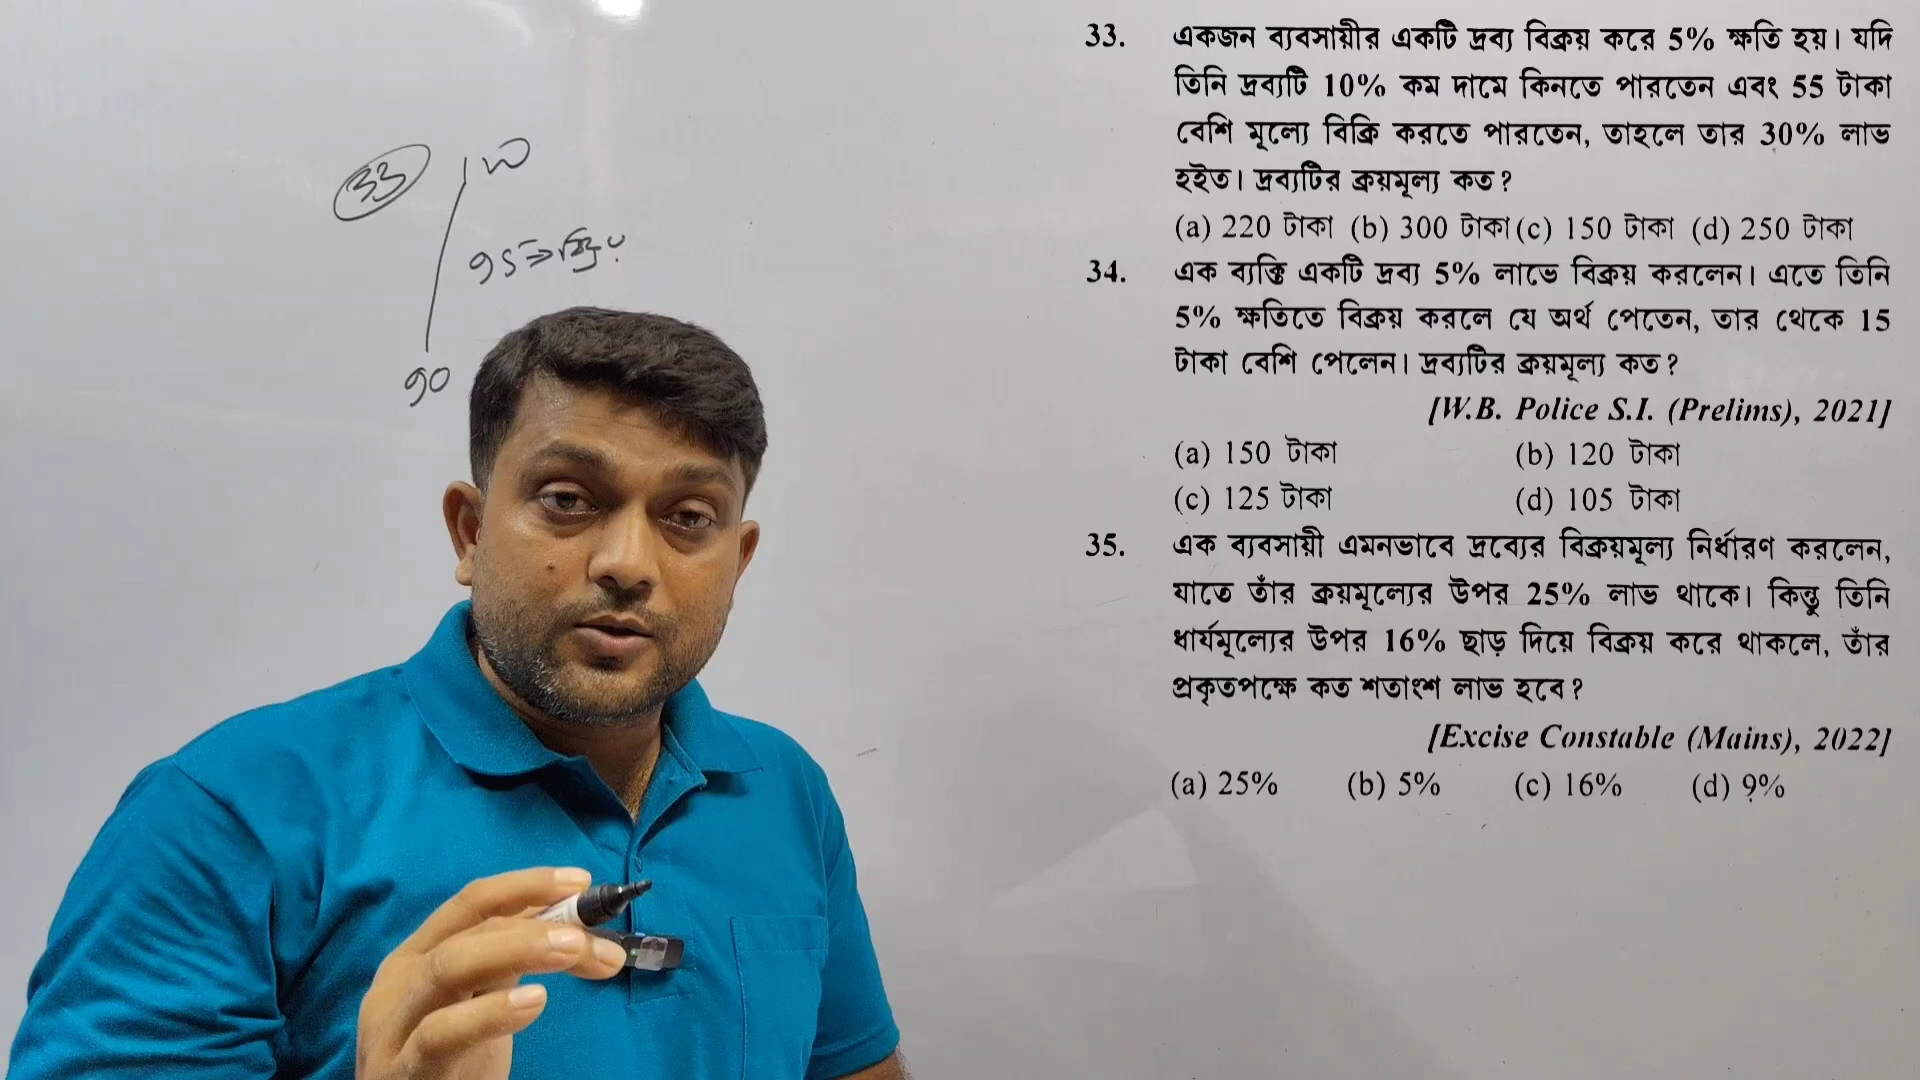 33
100
95 ⇒ বিঃ মূঃ
90
33. একজন ব্যবসায়ীর একটি দ্রব্য বিক্রয় করে 5% ক্ষতি হয়। যদি
তিনি দ্রব্যটি 10% কম দামে কিনতে পারতেন এবং 55 টাকা
বেশি মূল্যে বিক্রি করতে পারতেন, তাহলে তার 30% লাভ
হইত। দ্রব্যটির ক্রয়মূল্য কত?
(a) 220 টাকা (b) 300 টাকা (c) 150 টাকা (d) 250 টাকা
34. এক ব্যক্তি একটি দ্রব্য 5% লাভে বিক্রয় করলেন। এতে তিনি
5% ক্ষতিতে বিক্রয় করলে যে অর্থ পেতেন, তার থেকে 15
টাকা বেশি পেলেন। দ্রব্যটির ক্রয়মূল্য কত?
[W.B. Police S.I. (Prelims), 2021]
(a) 150 টাকা (b) 120 টাকা
(c) 125 টাকা (d) 105 টাকা
35. এক ব্যবসায়ী এমনভাবে দ্রব্যের বিক্রয়মূল্য নির্ধারণ করলেন,
যাতে তাঁর ক্রয়মূল্যের উপর 25% লাভ থাকে। কিন্তু তিনি
ধার্যমূল্যের উপর 16% ছাড় দিয়ে বিক্রয় করে থাকলে, তাঁর
প্রকৃতপক্ষে কত শতাংশ লাভ হবে?
[Excise Constable (Mains), 2022]
(a) 25% (b) 5% (c) 16% (d) 9%